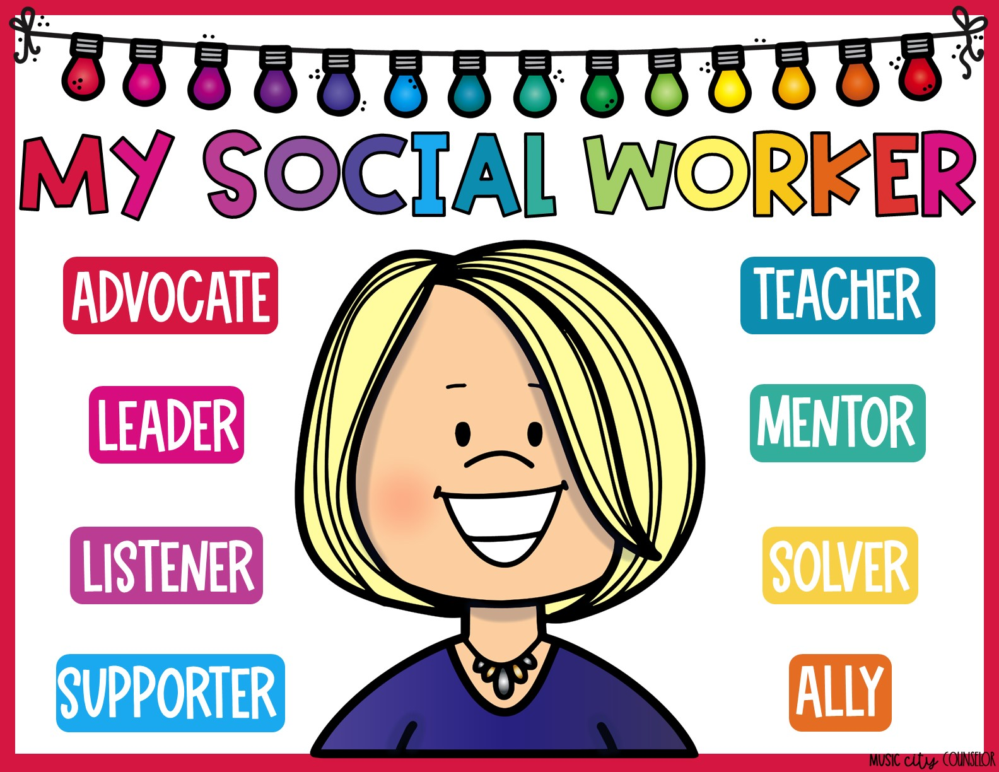 MY SOCIAL WORKER
ADVOCATE
LEADER
LISTENER
SUPPORTER
TEACHER
MENTOR
SOLVER
ALLY
MUSIC city COUNSELOR